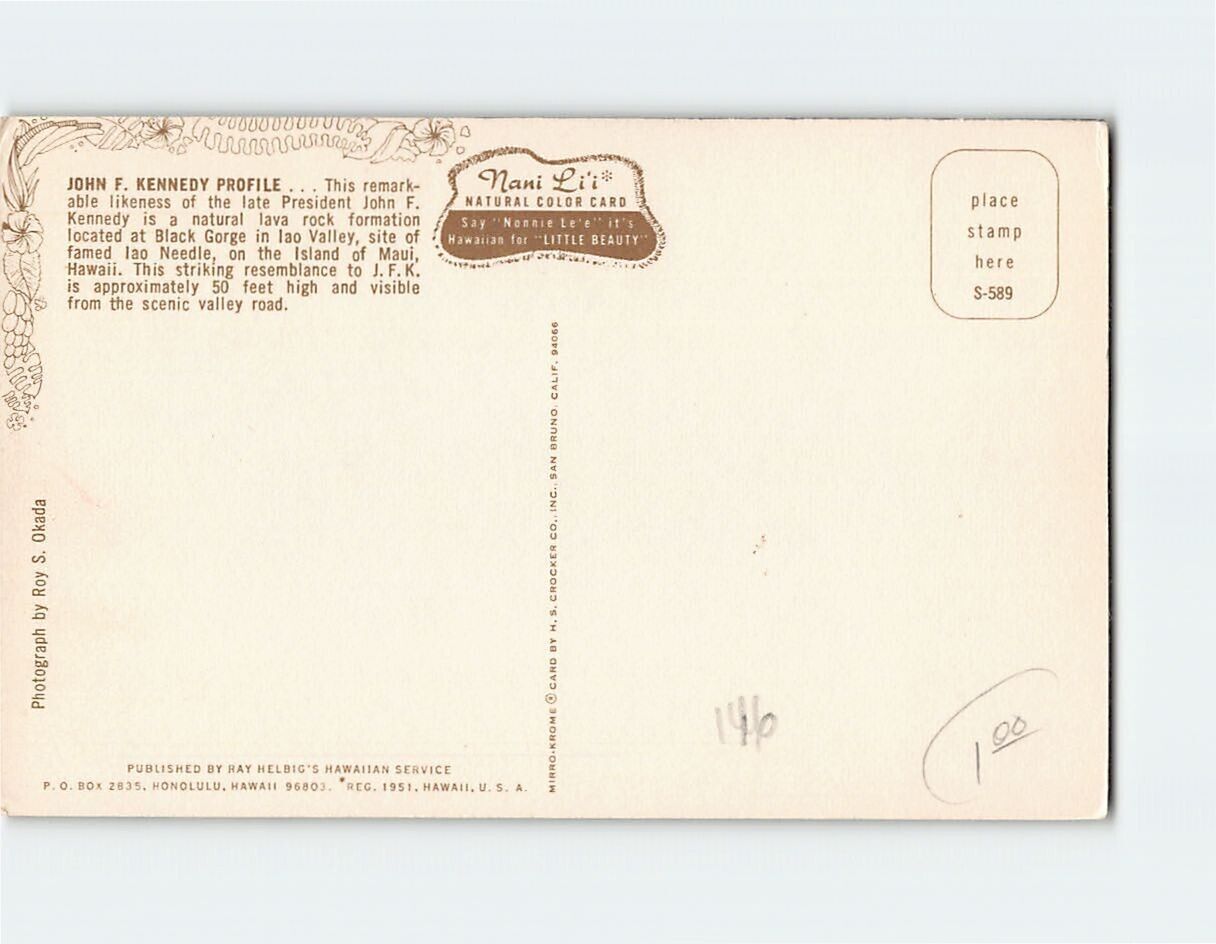 JOHN F. KENNEDY PROFILE . . . This remark-
able likeness of the late President John F.
Kennedy is a natural lava rock formation
located at Black Gorge in Iao Valley, site of
famed Iao Needle, on the Island of Maui,
Hawaii. This striking resemblance to J. F. K.
is approximately 50 feet high and visible
from the scenic valley road.
Nani Li'i*
NATURAL COLOR CARD
Say "Nonnie Le'e" it's
Hawaiian for "LITTLE BEAUTY"
place
stamp
here
S-589
Photograph by Roy S. Okada
MIRRO-KROME ® CARD BY H. S. CROCKER CO., INC., SAN BRUNO, CALIF. 94066
146
1 00
PUBLISHED BY RAY HELBIG'S HAWAIIAN SERVICE
P. O. BOX 2835, HONOLULU, HAWAII 96803. *REG. 1951, HAWAII, U. S. A.